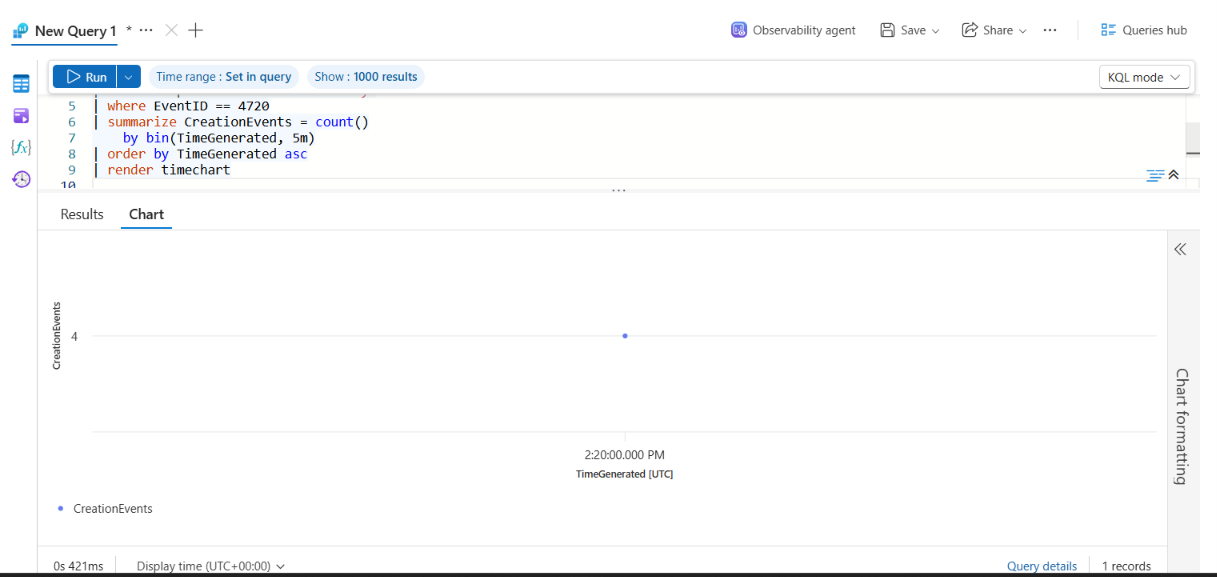 New Query 1 * ...
Observability agent Save Share ... Queries hub
Run Time range : Set in query Show : 1000 results KQL mode
5 | where EventID == 4720
6 | summarize CreationEvents = count()
7 by bin(TimeGenerated, 5m)
8 | order by TimeGenerated asc
9 | render timechart
10
Results Chart
CreationEvents
4
2:20:00.000 PM
TimeGenerated [UTC]
CreationEvents
Chart formatting
0s 421ms Display time (UTC+00:00) Query details 1 records